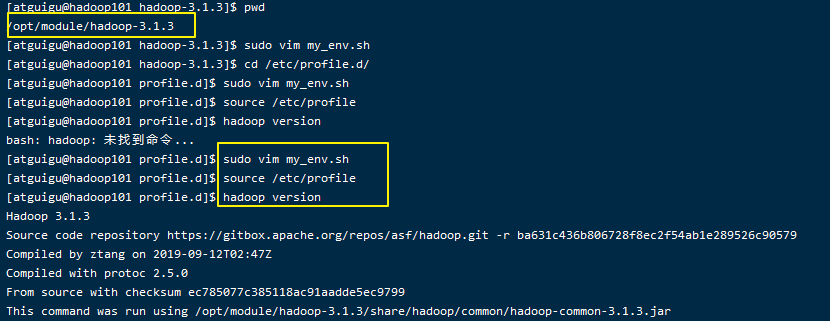 [atguigu@hadoop101 hadoop-3.1.3]$ pwd
/opt/module/hadoop-3.1.3
[atguigu@hadoop101 hadoop-3.1.3]$ sudo vim my_env.sh
[atguigu@hadoop101 hadoop-3.1.3]$ cd /etc/profile.d/
[atguigu@hadoop101 profile.d]$ sudo vim my_env.sh
[atguigu@hadoop101 profile.d]$ source /etc/profile
[atguigu@hadoop101 profile.d]$ hadoop version
bash: hadoop: 未找到命令...
[atguigu@hadoop101 profile.d]$ sudo vim my_env.sh
[atguigu@hadoop101 profile.d]$ source /etc/profile
[atguigu@hadoop101 profile.d]$ hadoop version
Hadoop 3.1.3
Source code repository https://gitbox.apache.org/repos/asf/hadoop.git -r ba631c436b806728f8ec2f54ab1e289526c90579
Compiled by ztang on 2019-09-12T02:47Z
Compiled with protoc 2.5.0
From source with checksum ec785077c385118ac91aadde5ec9799
This command was run using /opt/module/hadoop-3.1.3/share/hadoop/common/hadoop-common-3.1.3.jar